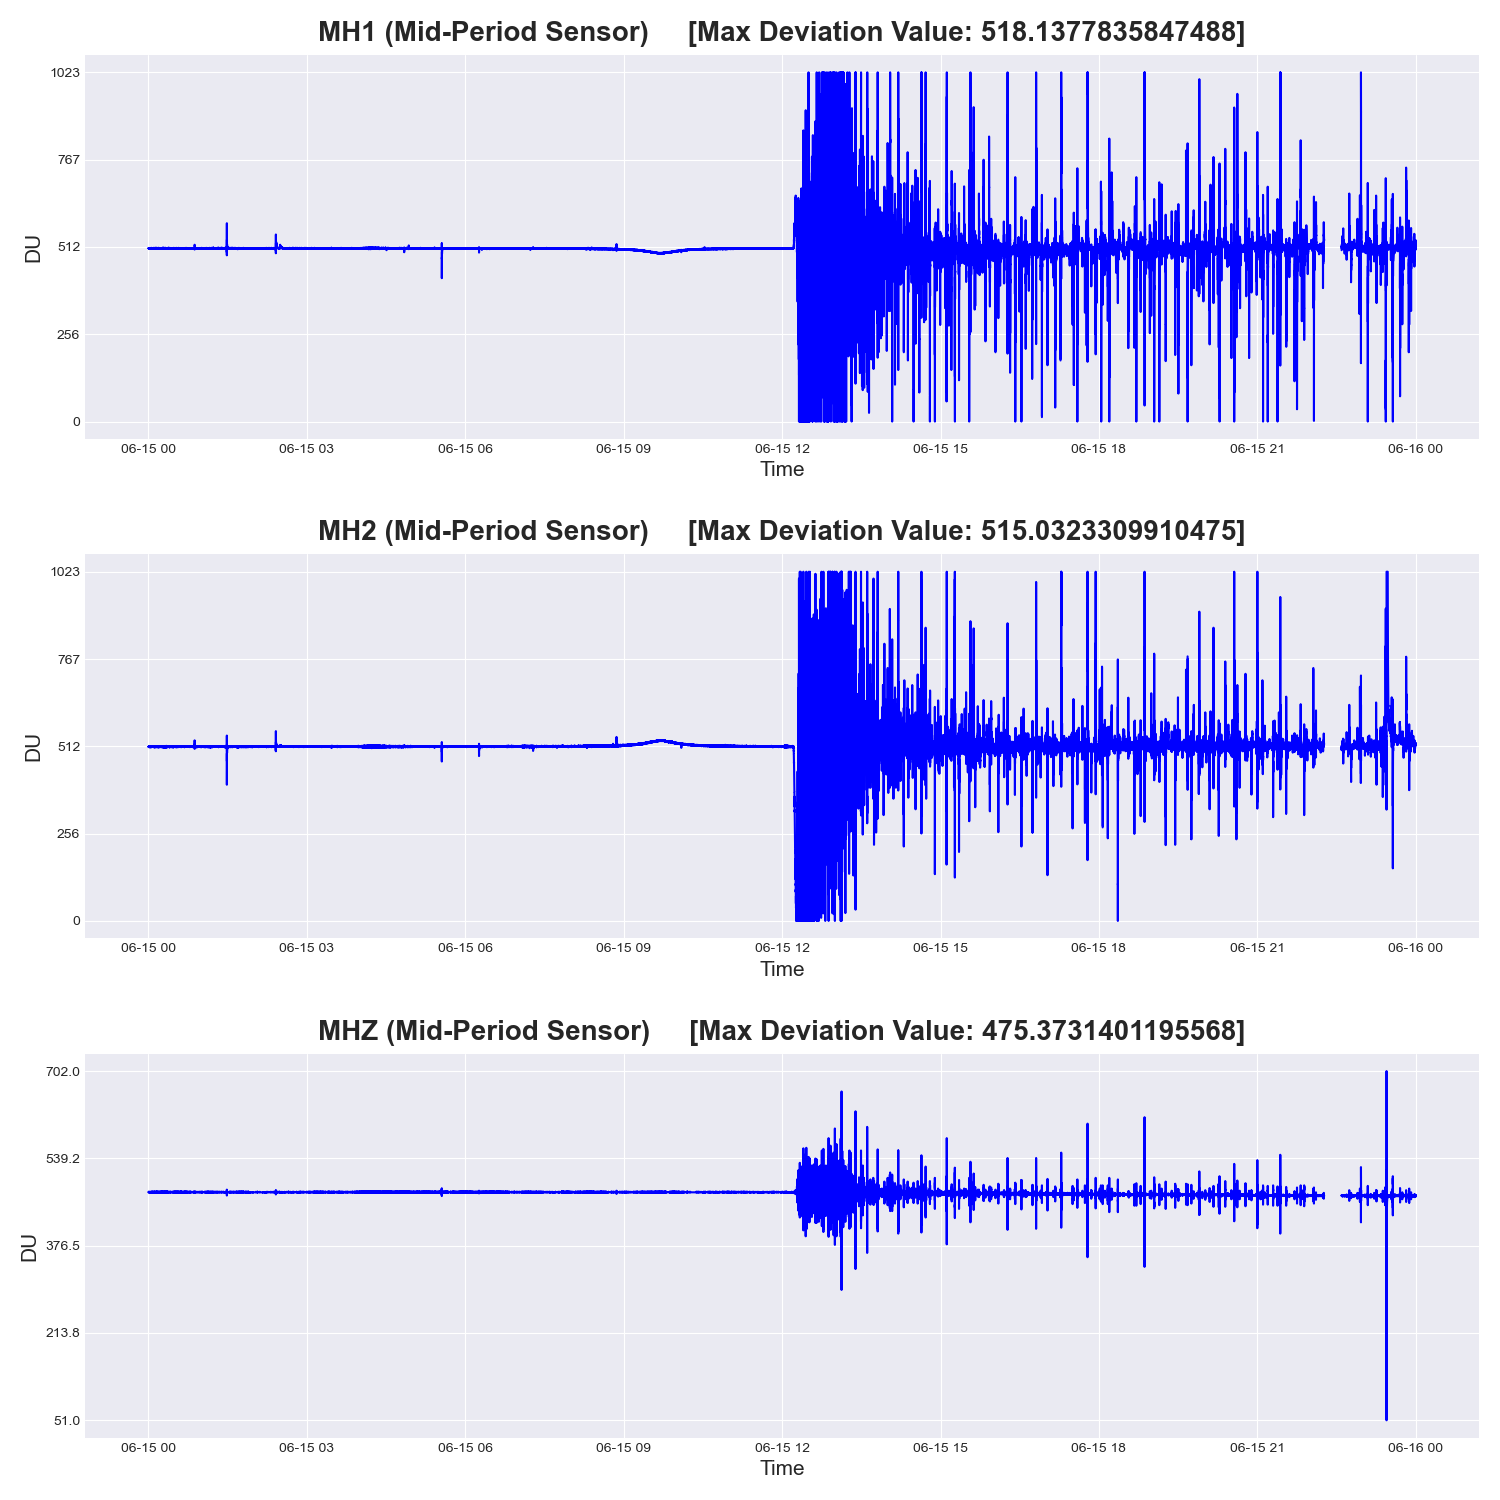 MH1 (Mid-Period Sensor) [Max Deviation Value: 518.1377835847488]
1023
767
512
256
0
DU
06-15 00 06-15 03 06-15 06 06-15 09 06-15 12 06-15 15 06-15 18 06-15 21 06-16 00
Time
MH2 (Mid-Period Sensor) [Max Deviation Value: 515.0323309910475]
1023
767
512
256
0
DU
06-15 00 06-15 03 06-15 06 06-15 09 06-15 12 06-15 15 06-15 18 06-15 21 06-16 00
Time
MHZ (Mid-Period Sensor) [Max Deviation Value: 475.3731401195568]
702.0
539.2
376.5
213.8
51.0
DU
06-15 00 06-15 03 06-15 06 06-15 09 06-15 12 06-15 15 06-15 18 06-15 21 06-16 00
Time